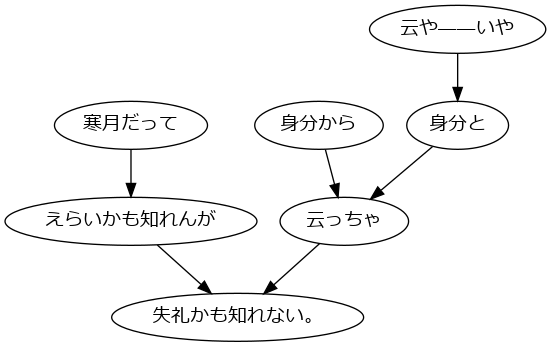 云や――いや
寒月だって
身分から
身分と
えらいかも知れんが
云っちゃ
失礼かも知れない。